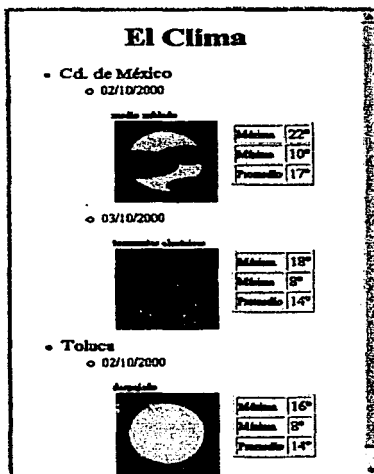 El Clima
Cd. de México
02/10/2000
medio nublado
Máxima 22°
Mínima 10°
Promedio 17°
03/10/2000
tormentas eléctricas
Máxima 18°
Mínima 8°
Promedio 14°
Toluca
02/10/2000
despejado
Máxima 16°
Mínima 8°
Promedio 14°